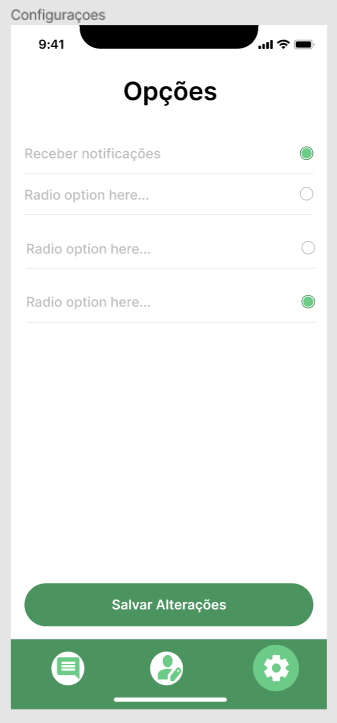 Configuraçoes
9:41
Opções
Receber notificações
Radio option here...
Radio option here...
Radio option here...
Salvar Alterações